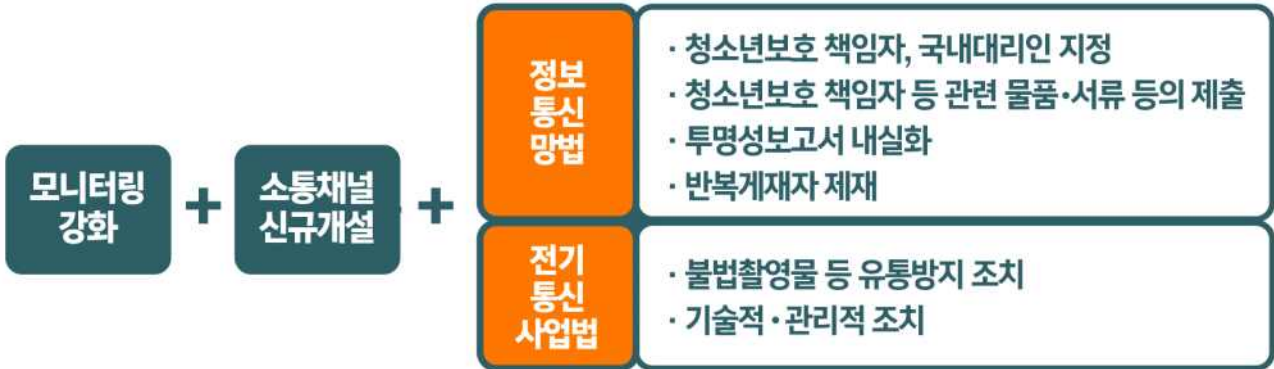 모니터링
강화
+
소통채널
신규개설
+
정보
통신
망법
· 청소년보호 책임자, 국내대리인 지정
· 청소년보호 책임자 등 관련 물품·서류 등의 제출
· 투명성보고서 내실화
· 반복게재자 제재
전기
통신
사업법
· 불법촬영물 등 유통방지 조치
· 기술적·관리적 조치